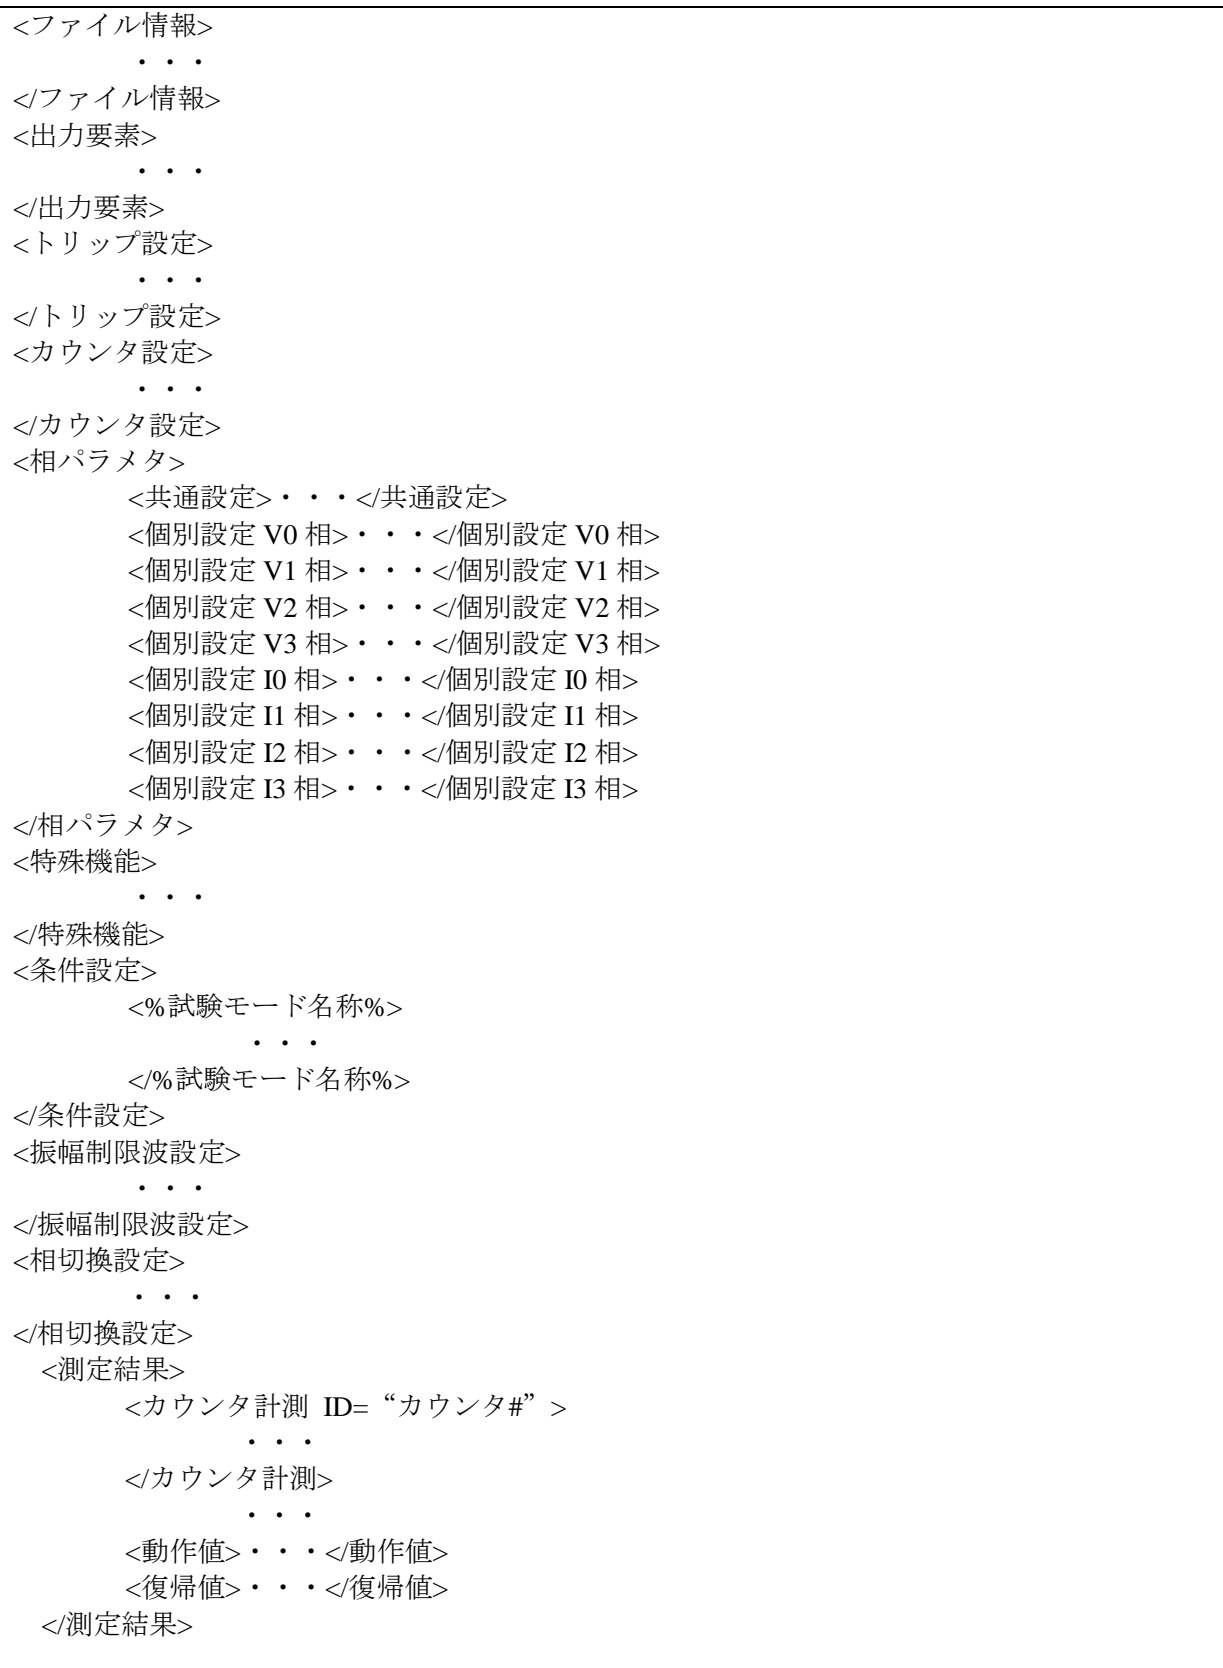 <ファイル情報>
・・・
</ファイル情報>
<出力要素>
・・・
</出力要素>
<トリップ設定>
・・・
</トリップ設定>
<カウンタ設定>
・・・
</カウンタ設定>
<相パラメタ>
<共通設定>・・・</共通設定>
<個別設定 V0 相>・・・</個別設定 V0 相>
<個別設定 V1 相>・・・</個別設定 V1 相>
<個別設定 V2 相>・・・</個別設定 V2 相>
<個別設定 V3 相>・・・</個別設定 V3 相>
<個別設定 I0 相>・・・</個別設定 I0 相>
<個別設定 I1 相>・・・</個別設定 I1 相>
<個別設定 I2 相>・・・</個別設定 I2 相>
<個別設定 I3 相>・・・</個別設定 I3 相>
</相パラメタ>
<特殊機能>
・・・
</特殊機能>
<条件設定>
<%試験モード名称%>
・・・
</%試験モード名称%>
</条件設定>
<振幅制限波設定>
・・・
</振幅制限波設定>
<相切換設定>
・・・
</相切換設定>
<測定結果>
<カウンタ計測 ID=“カウンタ#”>
・・・
</カウンタ計測>
・・・
<動作値>・・・</動作値>
<復帰値>・・・</復帰値>
</測定結果>